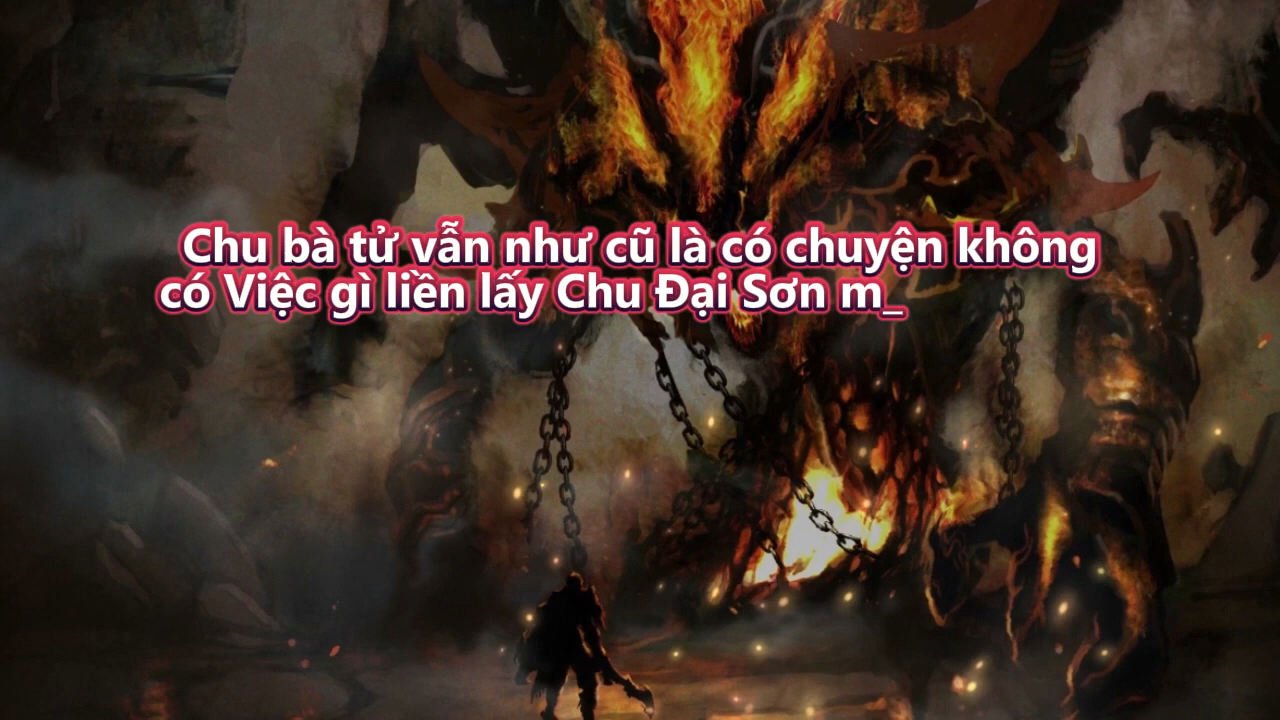 Chu bà tử vẫn như cũ là có chuyện không
có Việc gì liền lấy Chu Đại Sơn m_